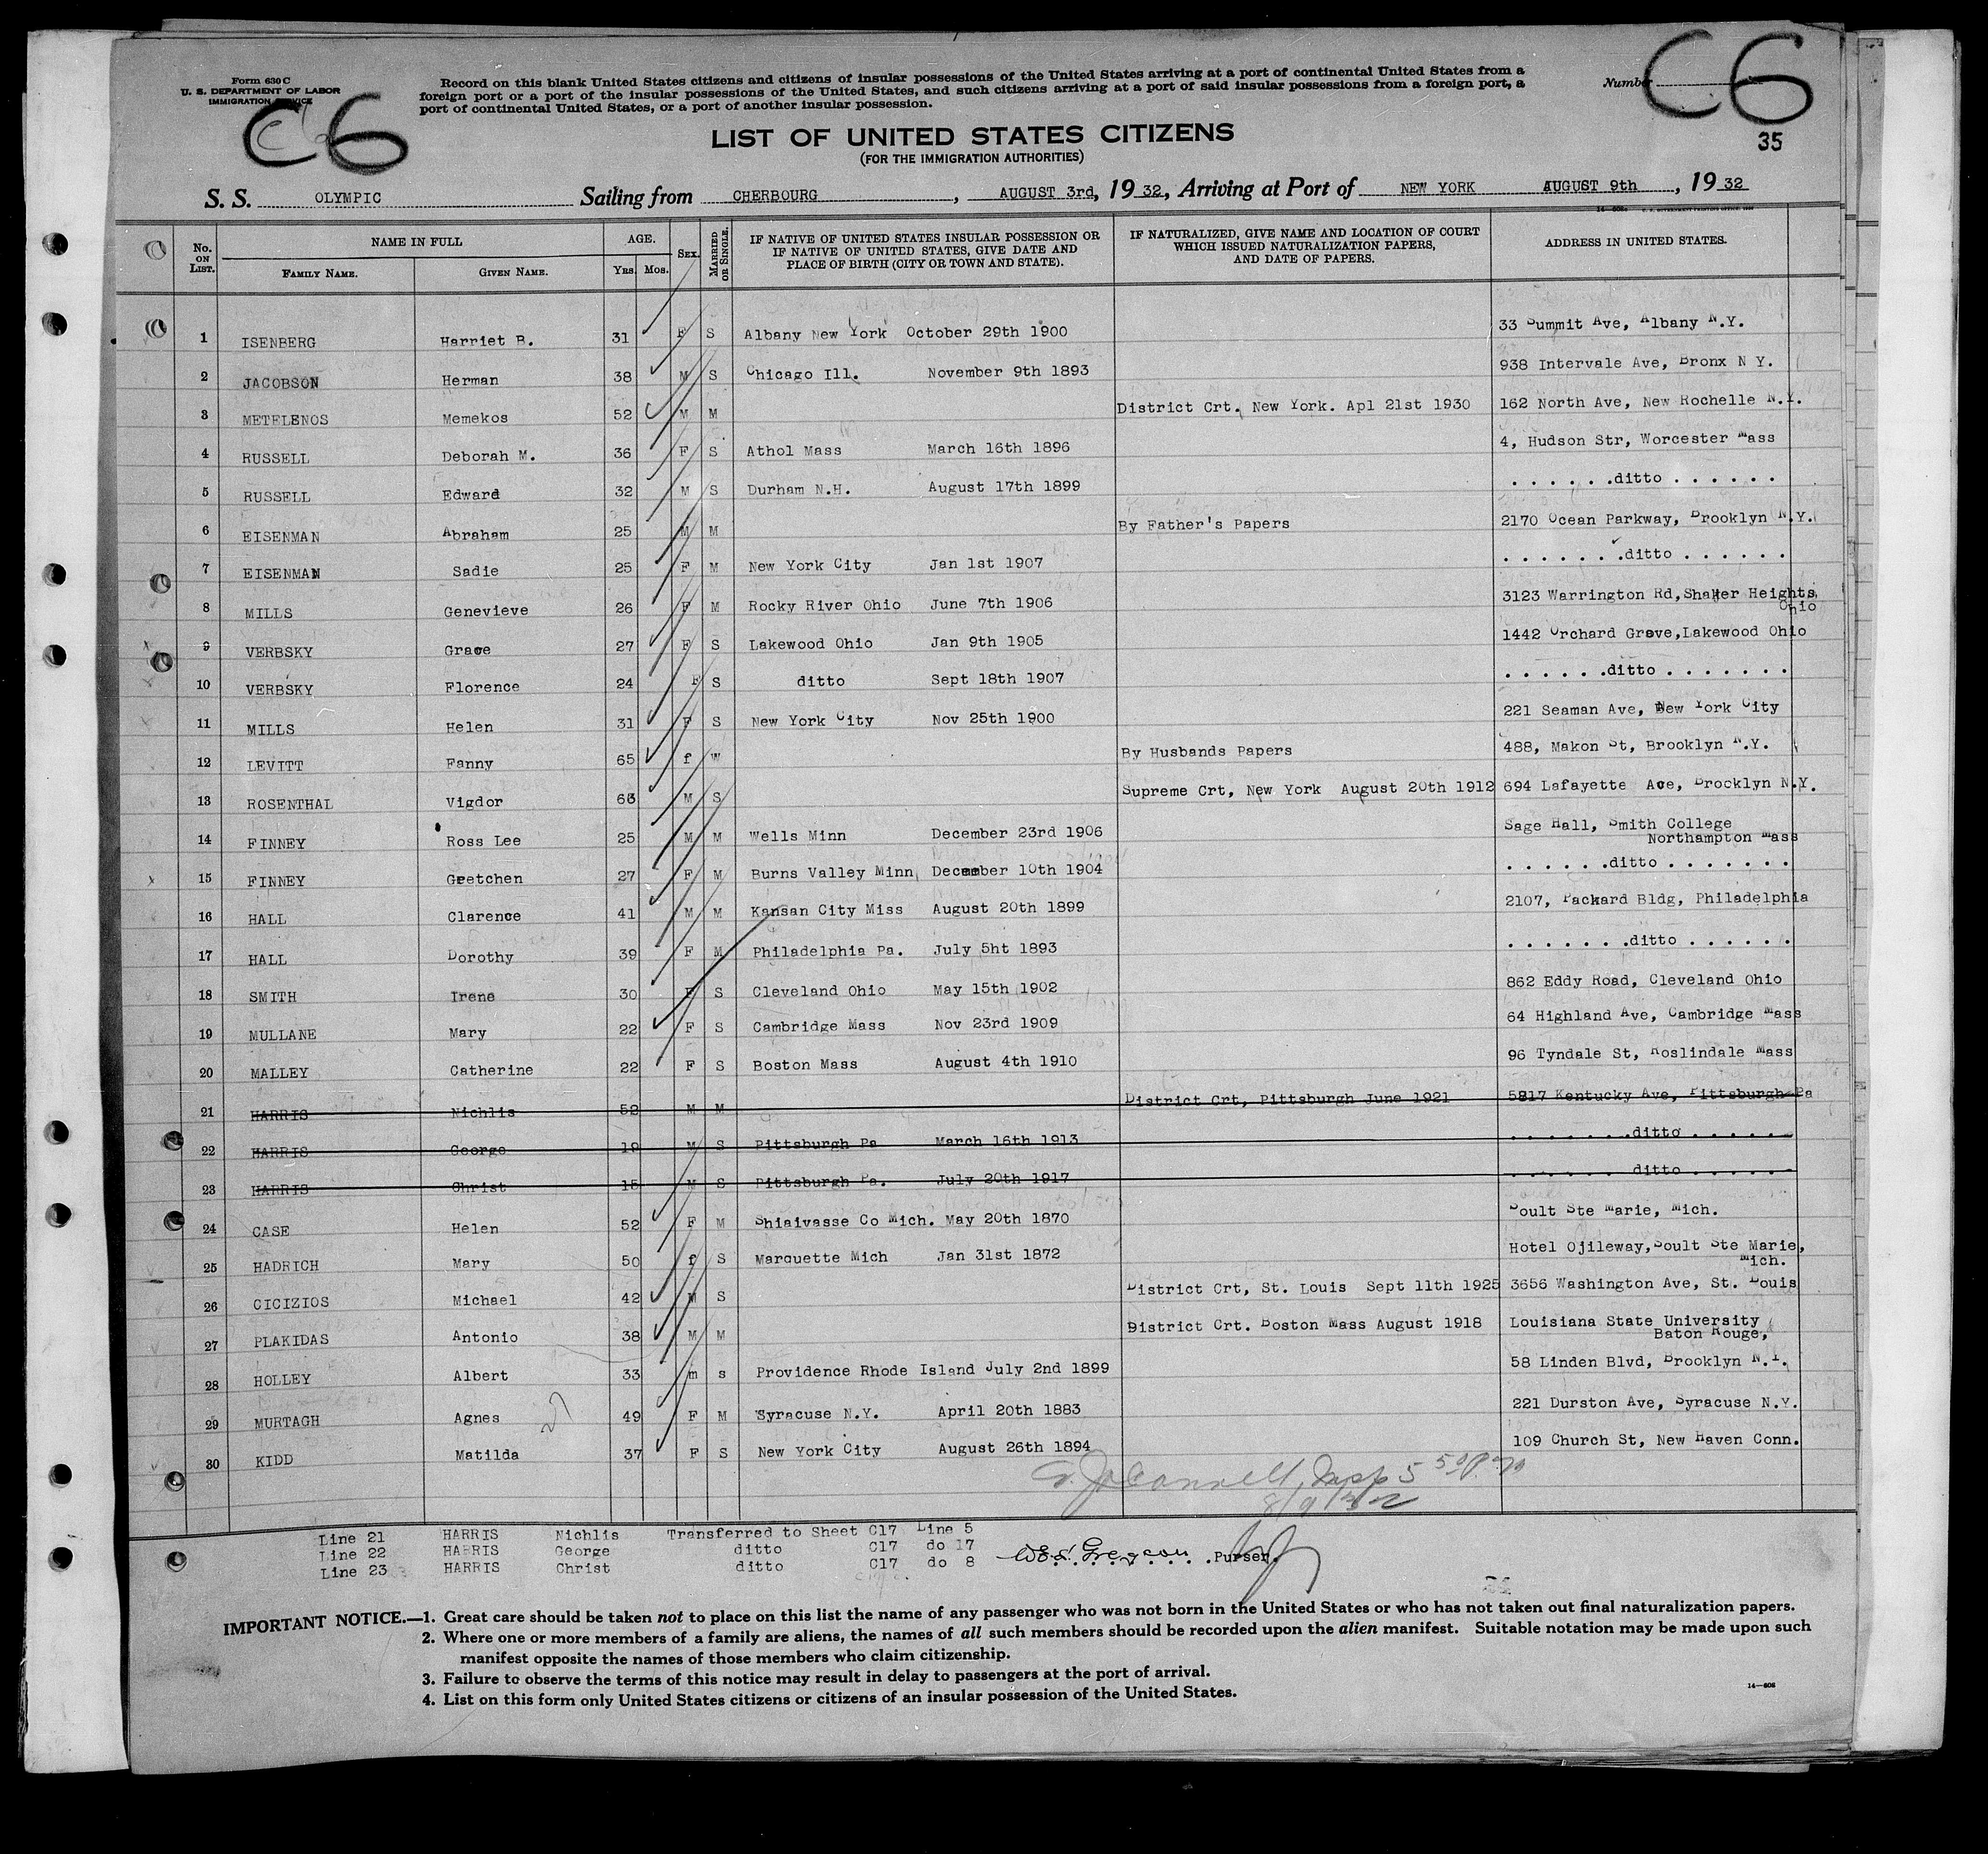 Form 630 C
U. S. DEPARTMENT OF LABOR
IMMIGRATION SERVICE
Record on this blank United States citizens and citizens of insular possessions of the United States arriving at a port of continental United States from a
foreign port or a port of the insular possessions of the United States, and such citizens arriving at a port of said insular possessions from a foreign port, a
port of continental United States, or a port of another insular possession.
Number
C6
C6
35
LIST OF UNITED STATES CITIZENS
(FOR THE IMMIGRATION AUTHORITIES)
S. S. OLYMPIC Sailing from CHERBOURG, AUGUST 3rd, 1932, Arriving at Port of NEW YORK AUGUST 9th, 1932
No. ON LIST. NAME IN FULL FAMILY NAME. GIVEN NAME. AGE. Yrs. Mos. SEX. MARRIED OR SINGLE. IF NATIVE OF UNITED STATES INSULAR POSSESSION OR IF NATIVE OF UNITED STATES, GIVE DATE AND PLACE OF BIRTH (CITY OR TOWN AND STATE). IF NATURALIZED, GIVE NAME AND LOCATION OF COURT WHICH ISSUED NATURALIZATION PAPERS, AND DATE OF PAPERS. ADDRESS IN UNITED STATES.
1 ISENBERG Harriet B. 31 F S Albany New York October 29th 1900 33 Summit Ave, Albany N.Y.
2 JACOBSON Herman 38 M S Chicago Ill. November 9th 1893 938 Intervale Ave, Bronx N Y.
3 METELENOS Memekos 52 M M District Crt. New York. Apl 21st 1930 162 North Ave, New Rochelle N.Y.
4 RUSSELL Deborah M. 36 F S Athol Mass March 16th 1896 4, Hudson Str, Worcester Mass
5 RUSSELL Edward 32 M S Durham N.H. August 17th 1899 . . . . . .ditto . . . . . .
6 EISENMAN Abraham 25 M M By Father's Papers 2170 Ocean Parkway, Brooklyn N.Y.
7 EISENMAN Sadie 25 F M New York City Jan 1st 1907 . . . . . . .ditto . . . . . .
8 MILLS Genevieve 26 F M Rocky River Ohio June 7th 1906 3123 Warrington Rd, Shaker Heights, Ohio
9 VERBSKY Grace 27 F S Lakewood Ohio Jan 9th 1905 1442 Orchard Grove, Lakewood Ohio
10 VERBSKY Florence 24 F S ditto Sept 18th 1907 . . . . . .ditto . . . . . . .
11 MILLS Helen 31 F S New York City Nov 25th 1900 221 Seaman Ave, New York City
12 LEVITT Fanny 65 f W By Husbands Papers 488, Makon St, Brooklyn N.Y.
13 ROSENTHAL Vigdor 63 M S Supreme Crt, New York August 20th 1912 694 Lafayette Ave, Brooklyn N.Y.
14 FINNEY Ross Lee 25 M M Wells Minn December 23rd 1906 Sage Hall, Smith College Northampton Mass
15 FINNEY Gretchen 27 F M Burns Valley Minn December 10th 1904 . . . . . .ditto . . . . . . .
16 HALL Clarence 41 M M Kansan City Miss August 20th 1899 2107, Packard Bldg, Philadelphia
17 HALL Dorothy 39 F M Philadelphia Pa. July 5ht 1893 . . . . . . .ditto . . . . . .
18 SMITH Irene 30 F S Cleveland Ohio May 15th 1902 862 Eddy Road, Cleveland Ohio
19 MULLANE Mary 22 F S Cambridge Mass Nov 23rd 1909 64 Highland Ave, Cambridge Mass
20 MALLEY Catherine 22 F S Boston Mass August 4th 1910 96 Tyndale St, Roslindale Mass
21 HARRIS Nichlis 52 M M District Crt, Pittsburgh June 1921 5817 Kentucky Ave, Pittsburgh Pa
22 HARRIS George 19 M S Pittsburgh Pa March 16th 1913 . . . . . . .ditto . . . . . .
23 HARRIS Christ 15 M S Pittsburgh Pa. July 20th 1917 . . . . . . ditto . . . . . .
24 CASE Helen 52 F M Shiaivasse Co Mich. May 20th 1870 Soult Ste Marie, Mich.
25 HADRICH Mary 50 f S Marquette Mich Jan 31st 1872 Hotel Ojileway, Soult Ste Marie, Mich.
26 CICIZIOS Michael 42 M S District Crt, St. Louis Sept 11th 1925 3656 Washington Ave, St. Louis
27 PLAKIDAS Antonio 38 M M District Crt. Boston Mass August 1918 Louisiana State University Baton Rouge,
28 HOLLEY Albert 33 m s Providence Rhode Island July 2nd 1899 58 Linden Blvd, Brooklyn N.Y.
29 MURTAGH Agnes 49 F M Syracuse N.Y. April 20th 1883 221 Durston Ave, Syracuse N.Y.
30 KIDD Matilda 37 F S New York City August 26th 1894 109 Church St, New Haven Conn.
8/9/32
Line 21 HARRIS Nichlis Transferred to Sheet C17 Line 5
Line 22 HARRIS George ditto C17 do 17
Line 23 HARRIS Christ ditto C17 do 8
Purser.
IMPORTANT NOTICE.—1. Great care should be taken not to place on this list the name of any passenger who was not born in the United States or who has not taken out final naturalization papers.
2. Where one or more members of a family are aliens, the names of all such members should be recorded upon the alien manifest. Suitable notation may be made upon such
manifest opposite the names of those members who claim citizenship.
3. Failure to observe the terms of this notice may result in delay to passengers at the port of arrival.
4. List on this form only United States citizens or citizens of an insular possession of the United States.
14—606